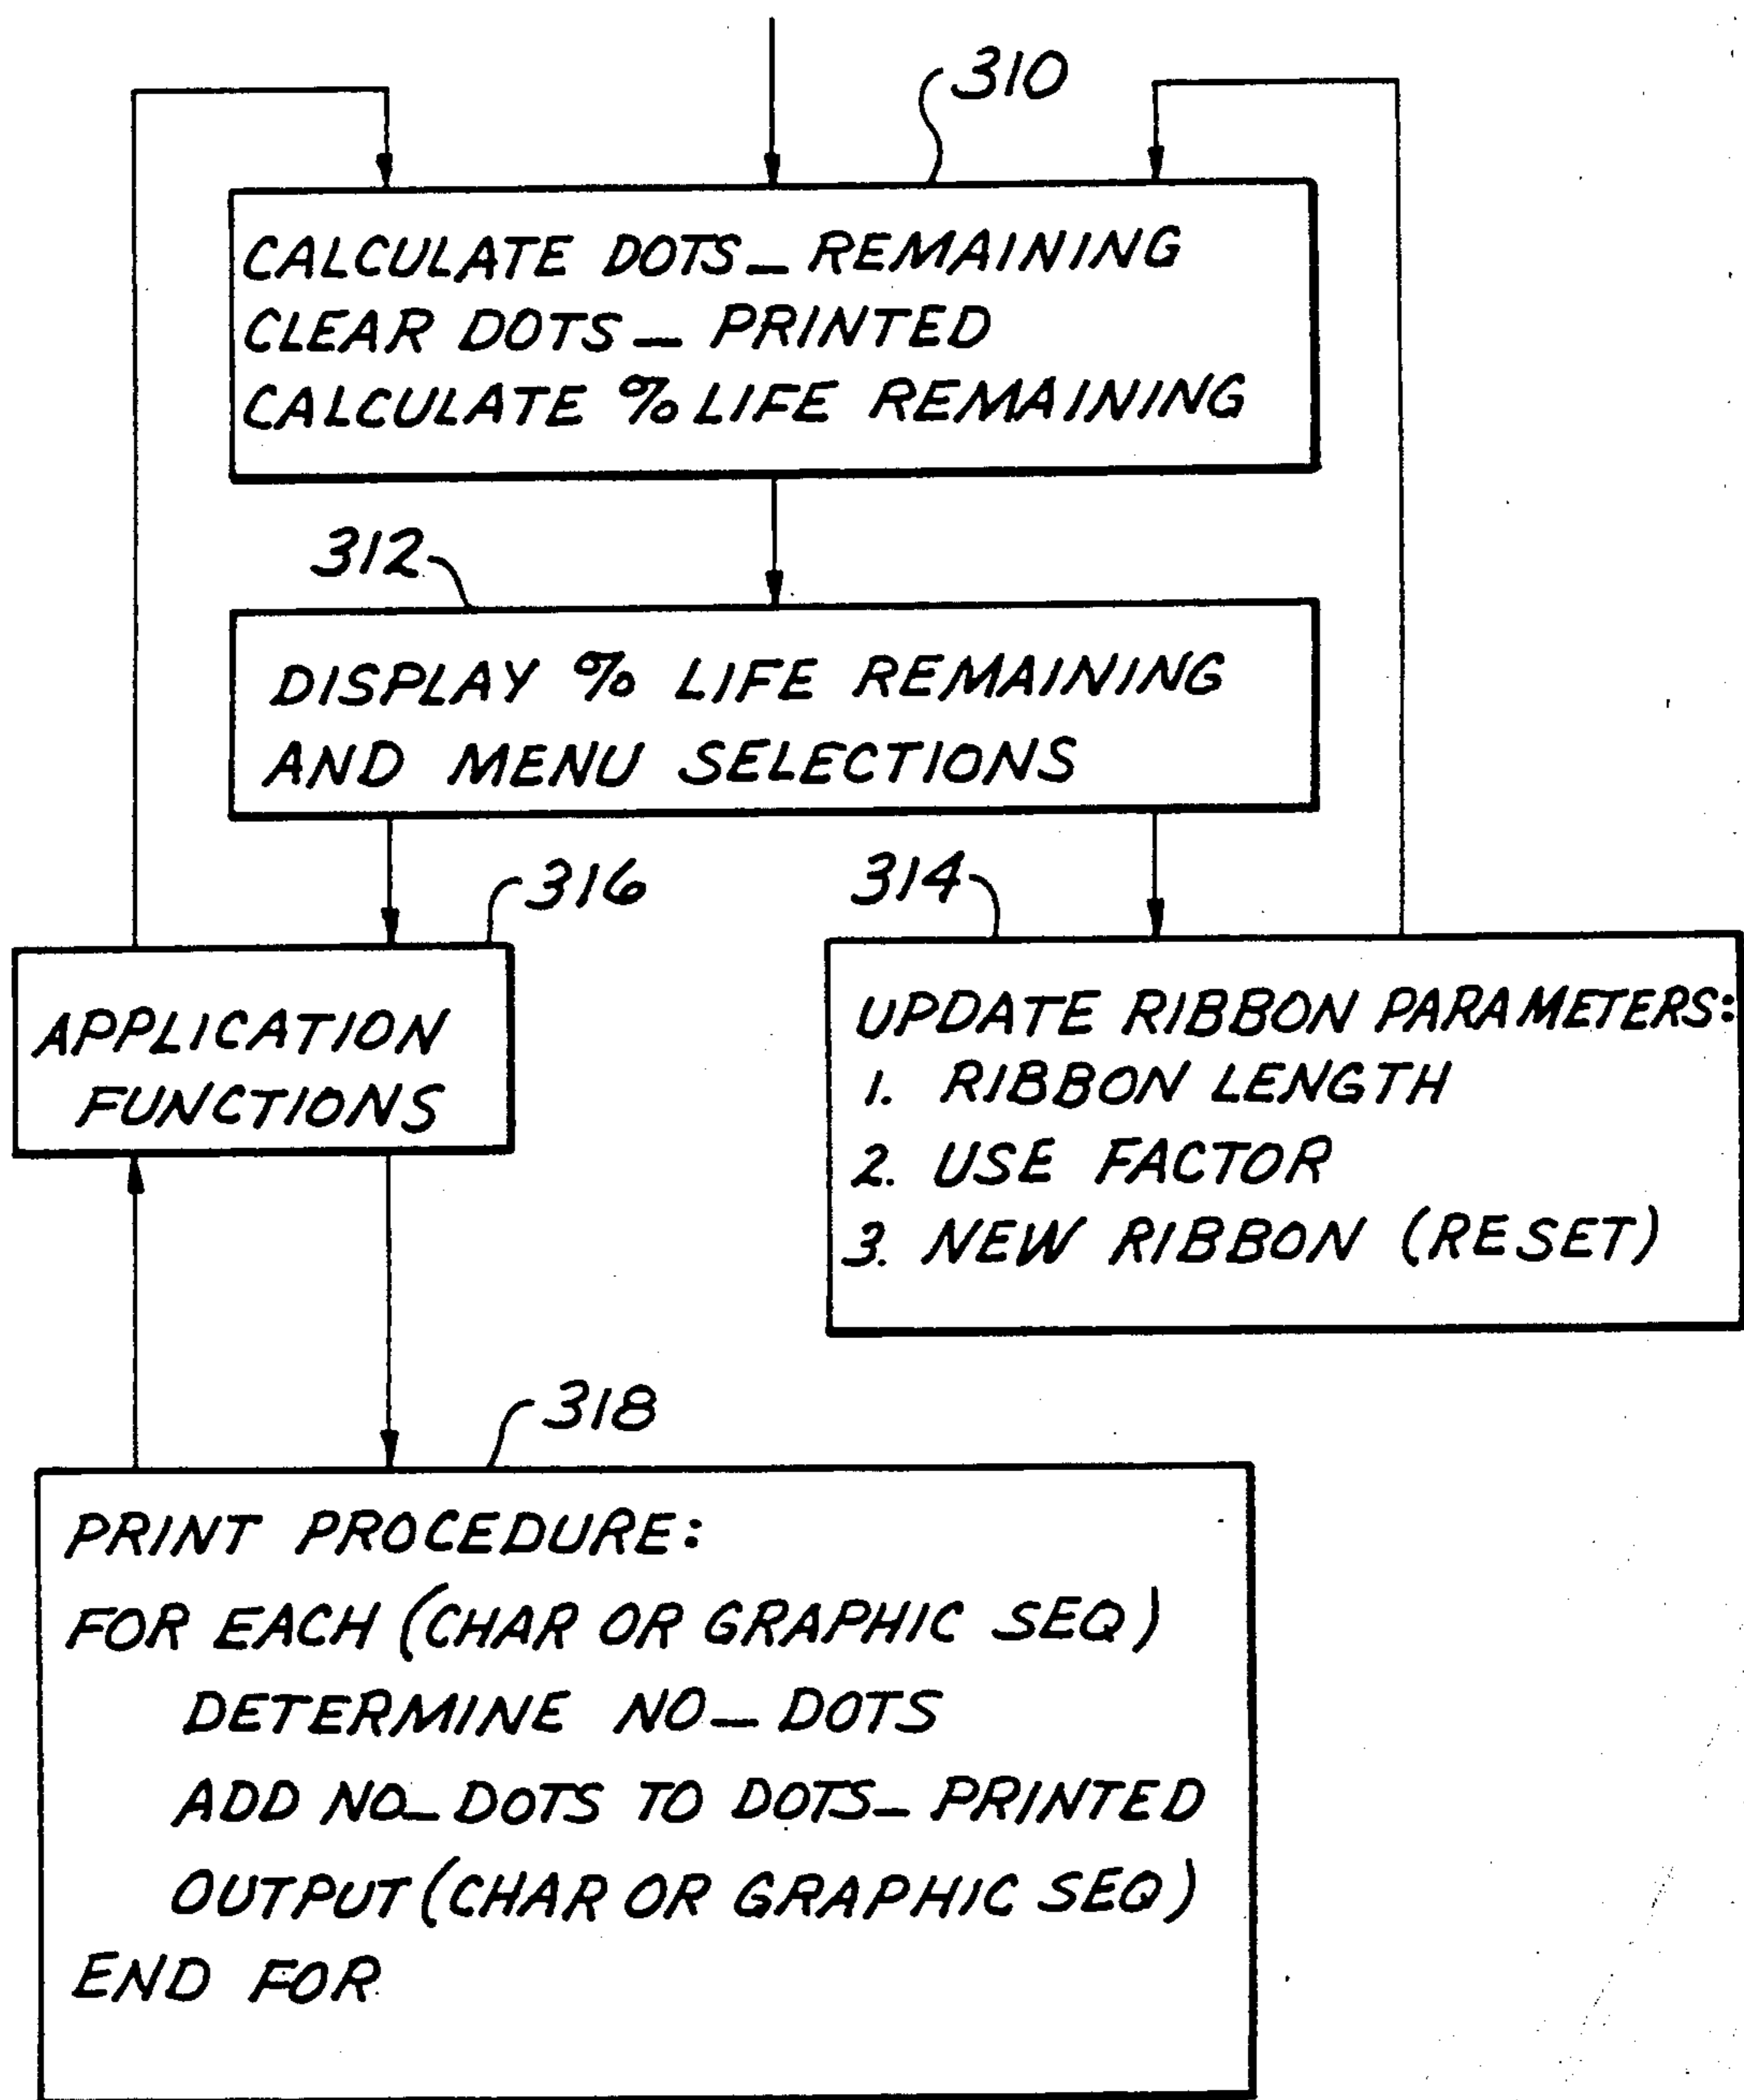 310
CALCULATE DOTS_REMAINING
CLEAR DOTS_PRINTED
CALCULATE % LIFE REMAINING
312
DISPLAY % LIFE REMAINING
AND MENU SELECTIONS
316
314
APPLICATION
FUNCTIONS
UPDATE RIBBON PARAMETERS:
1. RIBBON LENGTH
2. USE FACTOR
3. NEW RIBBON (RESET)
318
PRINT PROCEDURE:
FOR EACH (CHAR OR GRAPHIC SEQ)
DETERMINE NO_DOTS
ADD NO_DOTS TO DOTS_PRINTED
OUTPUT (CHAR OR GRAPHIC SEQ)
END FOR